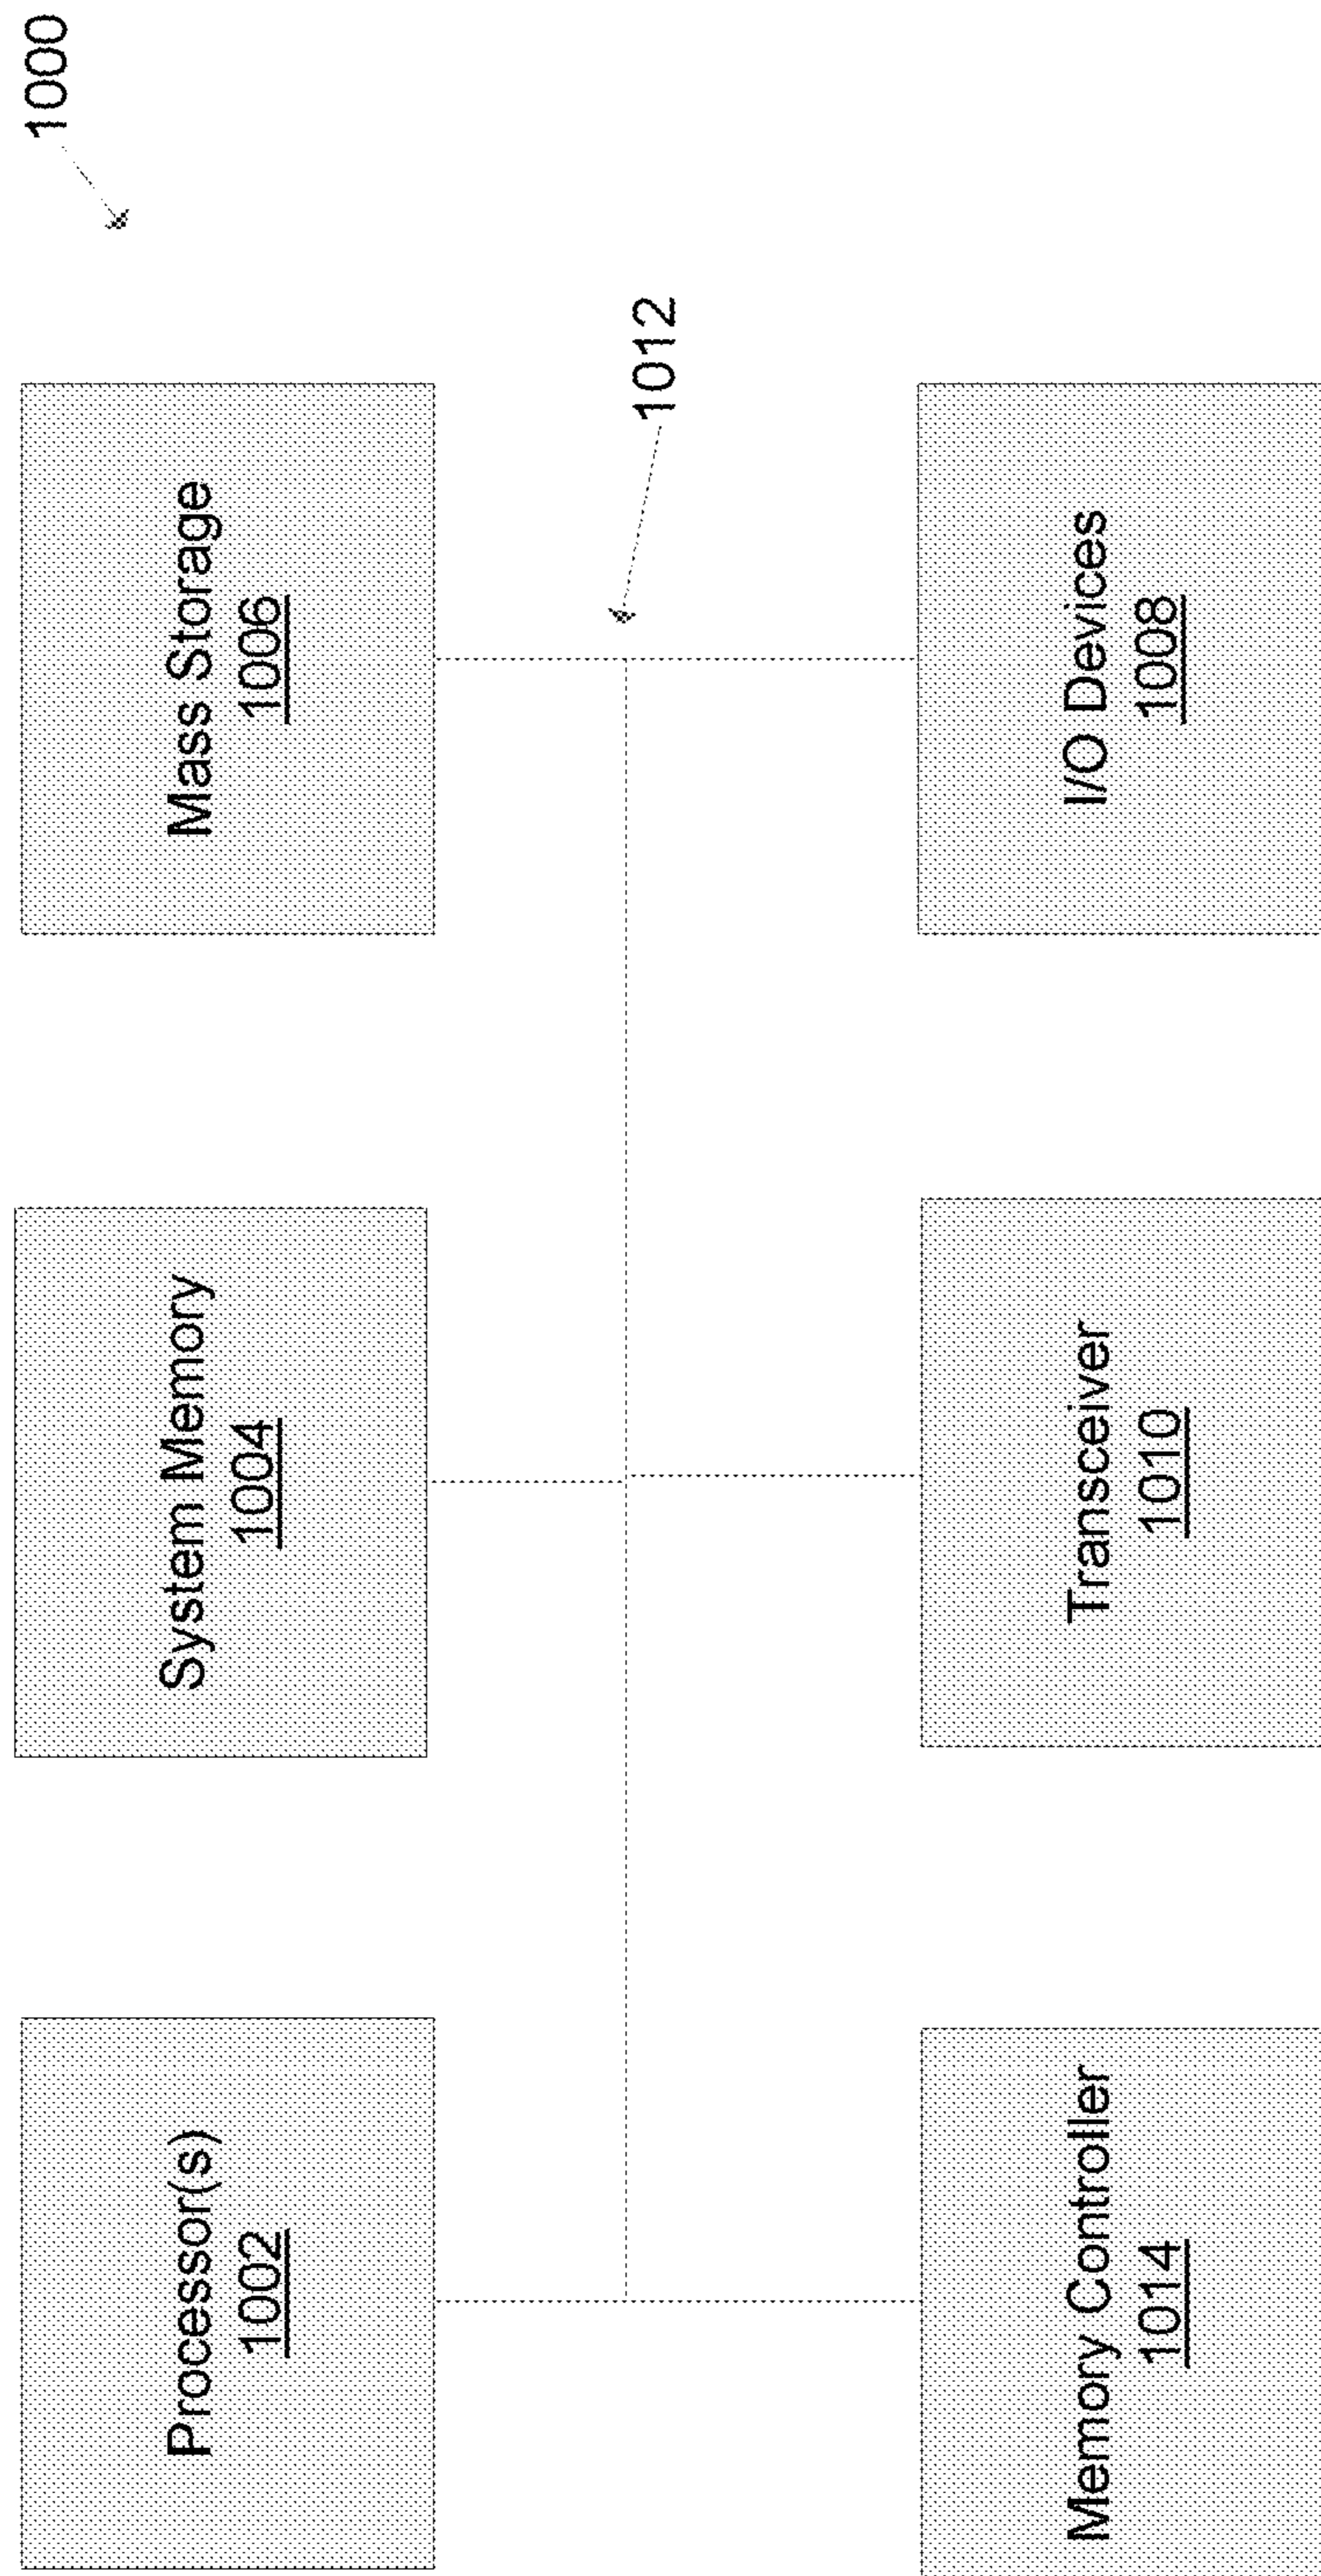 1000
Processor(s)
1002
System Memory
1004
Mass Storage
1006
1012
Memory Controller
1014
Transceiver
1010
I/O Devices
1008